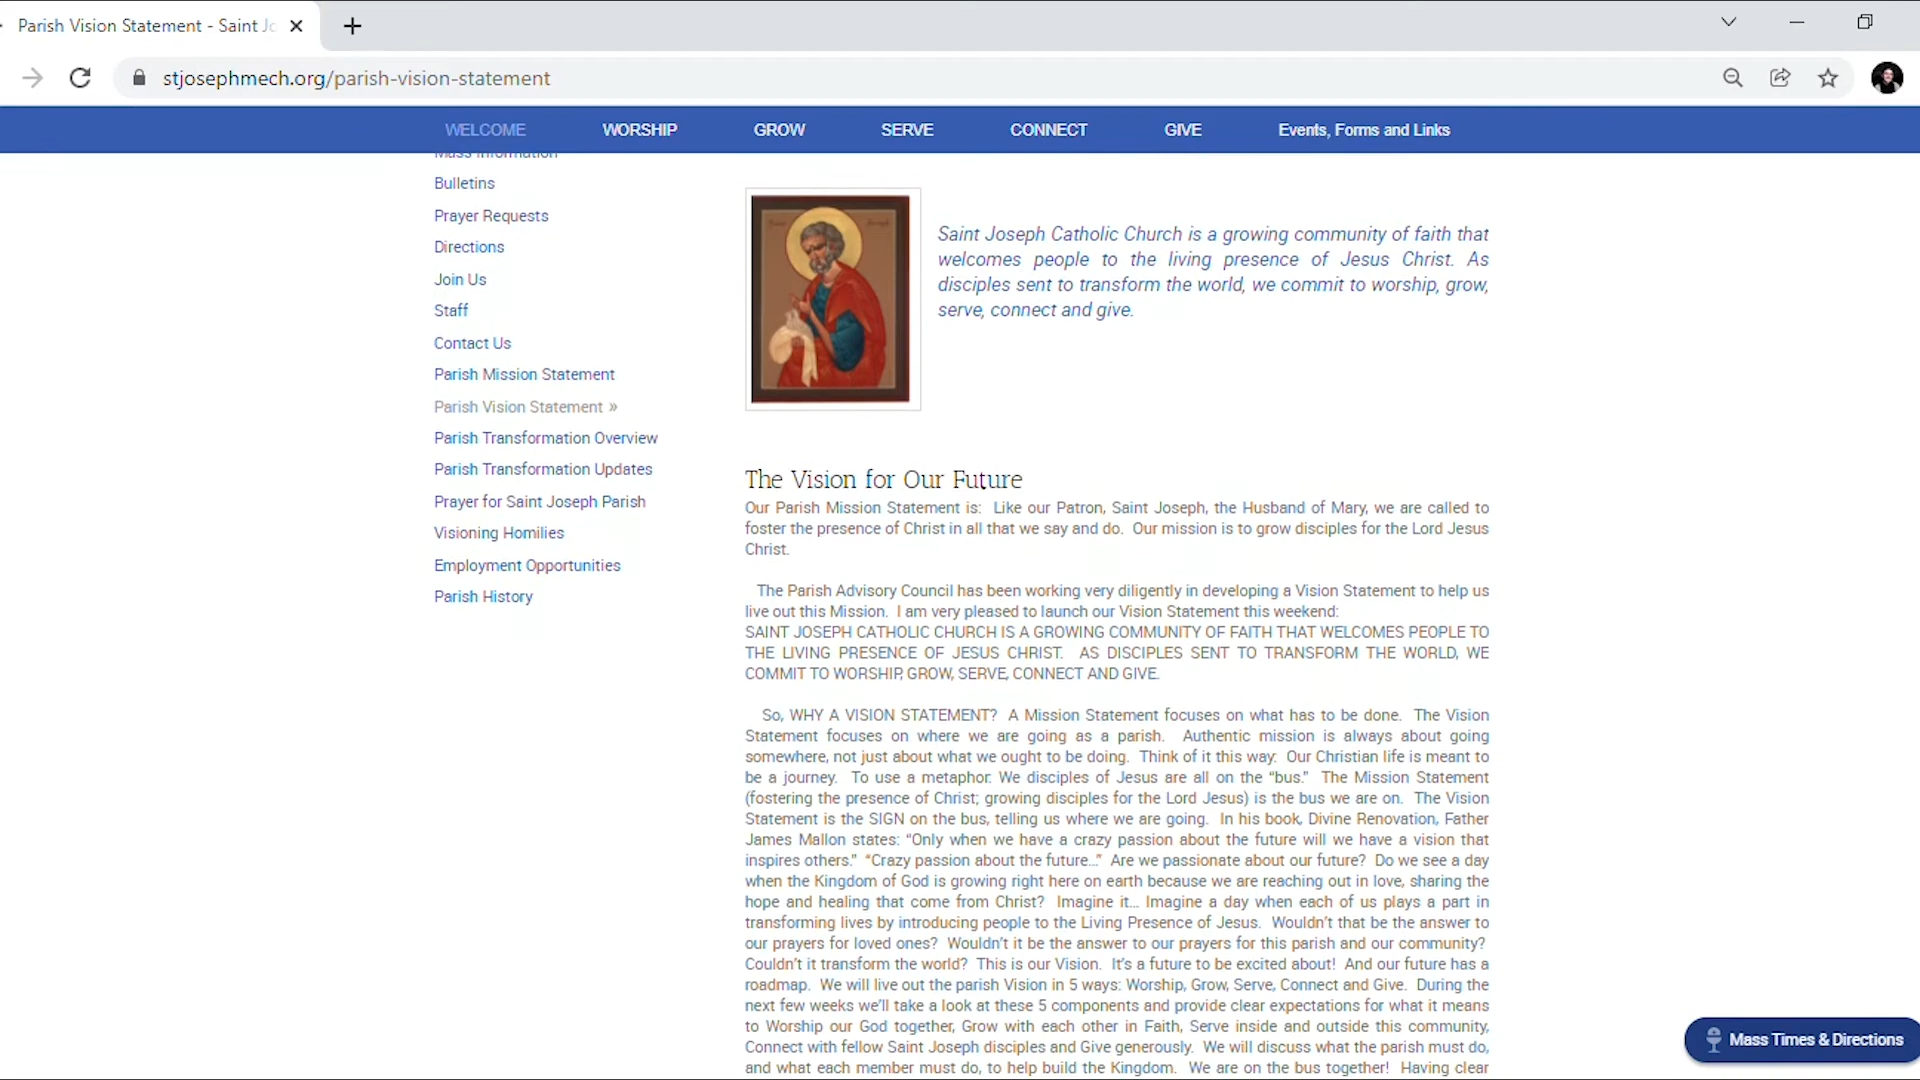 Parish Vision Statement - Saint Jo
stjosephmech.org/parish-vision-statement
WELCOME WORSHIP GROW SERVE CONNECT GIVE Events, Forms and Links
Mass Information
Bulletins
Prayer Requests
Directions
Join Us
Staff
Contact Us
Parish Mission Statement
Parish Vision Statement »
Parish Transformation Overview
Parish Transformation Updates
Prayer for Saint Joseph Parish
Visioning Homilies
Employment Opportunities
Parish History
Saint Joseph Catholic Church is a growing community of faith that
welcomes people to the living presence of Jesus Christ. As
disciples sent to transform the world, we commit to worship, grow,
serve, connect and give.
The Vision for Our Future
Our Parish Mission Statement is: Like our Patron, Saint Joseph, the Husband of Mary, we are called to
foster the presence of Christ in all that we say and do. Our mission is to grow disciples for the Lord Jesus
Christ.
The Parish Advisory Council has been working very diligently in developing a Vision Statement to help us
live out this Mission. I am very pleased to launch our Vision Statement this weekend:
SAINT JOSEPH CATHOLIC CHURCH IS A GROWING COMMUNITY OF FAITH THAT WELCOMES PEOPLE TO
THE LIVING PRESENCE OF JESUS CHRIST. AS DISCIPLES SENT TO TRANSFORM THE WORLD, WE
COMMIT TO WORSHIP, GROW, SERVE, CONNECT AND GIVE.
So, WHY A VISION STATEMENT? A Mission Statement focuses on what has to be done. The Vision
Statement focuses on where we are going as a parish. Authentic mission is always about going
somewhere, not just about what we ought to be doing. Think of it this way: Our Christian life is meant to
be a journey. To use a metaphor: We disciples of Jesus are all on the “bus.” The Mission Statement
(fostering the presence of Christ; growing disciples for the Lord Jesus) is the bus we are on. The Vision
Statement is the SIGN on the bus, telling us where we are going. In his book, Divine Renovation, Father
James Mallon states: “Only when we have a crazy passion about the future will we have a vision that
inspires others.” “Crazy passion about the future...” Are we passionate about our future? Do we see a day
when the Kingdom of God is growing right here on earth because we are reaching out in love, sharing the
hope and healing that come from Christ? Imagine it... Imagine a day when each of us plays a part in
transforming lives by introducing people to the Living Presence of Jesus. Wouldn’t that be the answer to
our prayers for loved ones? Wouldn’t it be the answer to our prayers for this parish and our community?
Couldn’t it transform the world? This is our Vision. It’s a future to be excited about! And our future has a
roadmap. We will live out the parish Vision in 5 ways: Worship, Grow, Serve, Connect and Give. During the
next few weeks we’ll take a look at these 5 components and provide clear expectations for what it means
to Worship our God together, Grow with each other in Faith, Serve inside and outside this community,
Connect with fellow Saint Joseph disciples and Give generously. We will discuss what the parish must do,
and what each member must do, to help build the Kingdom. We are on the bus together! Having clear
Mass Times & Directions